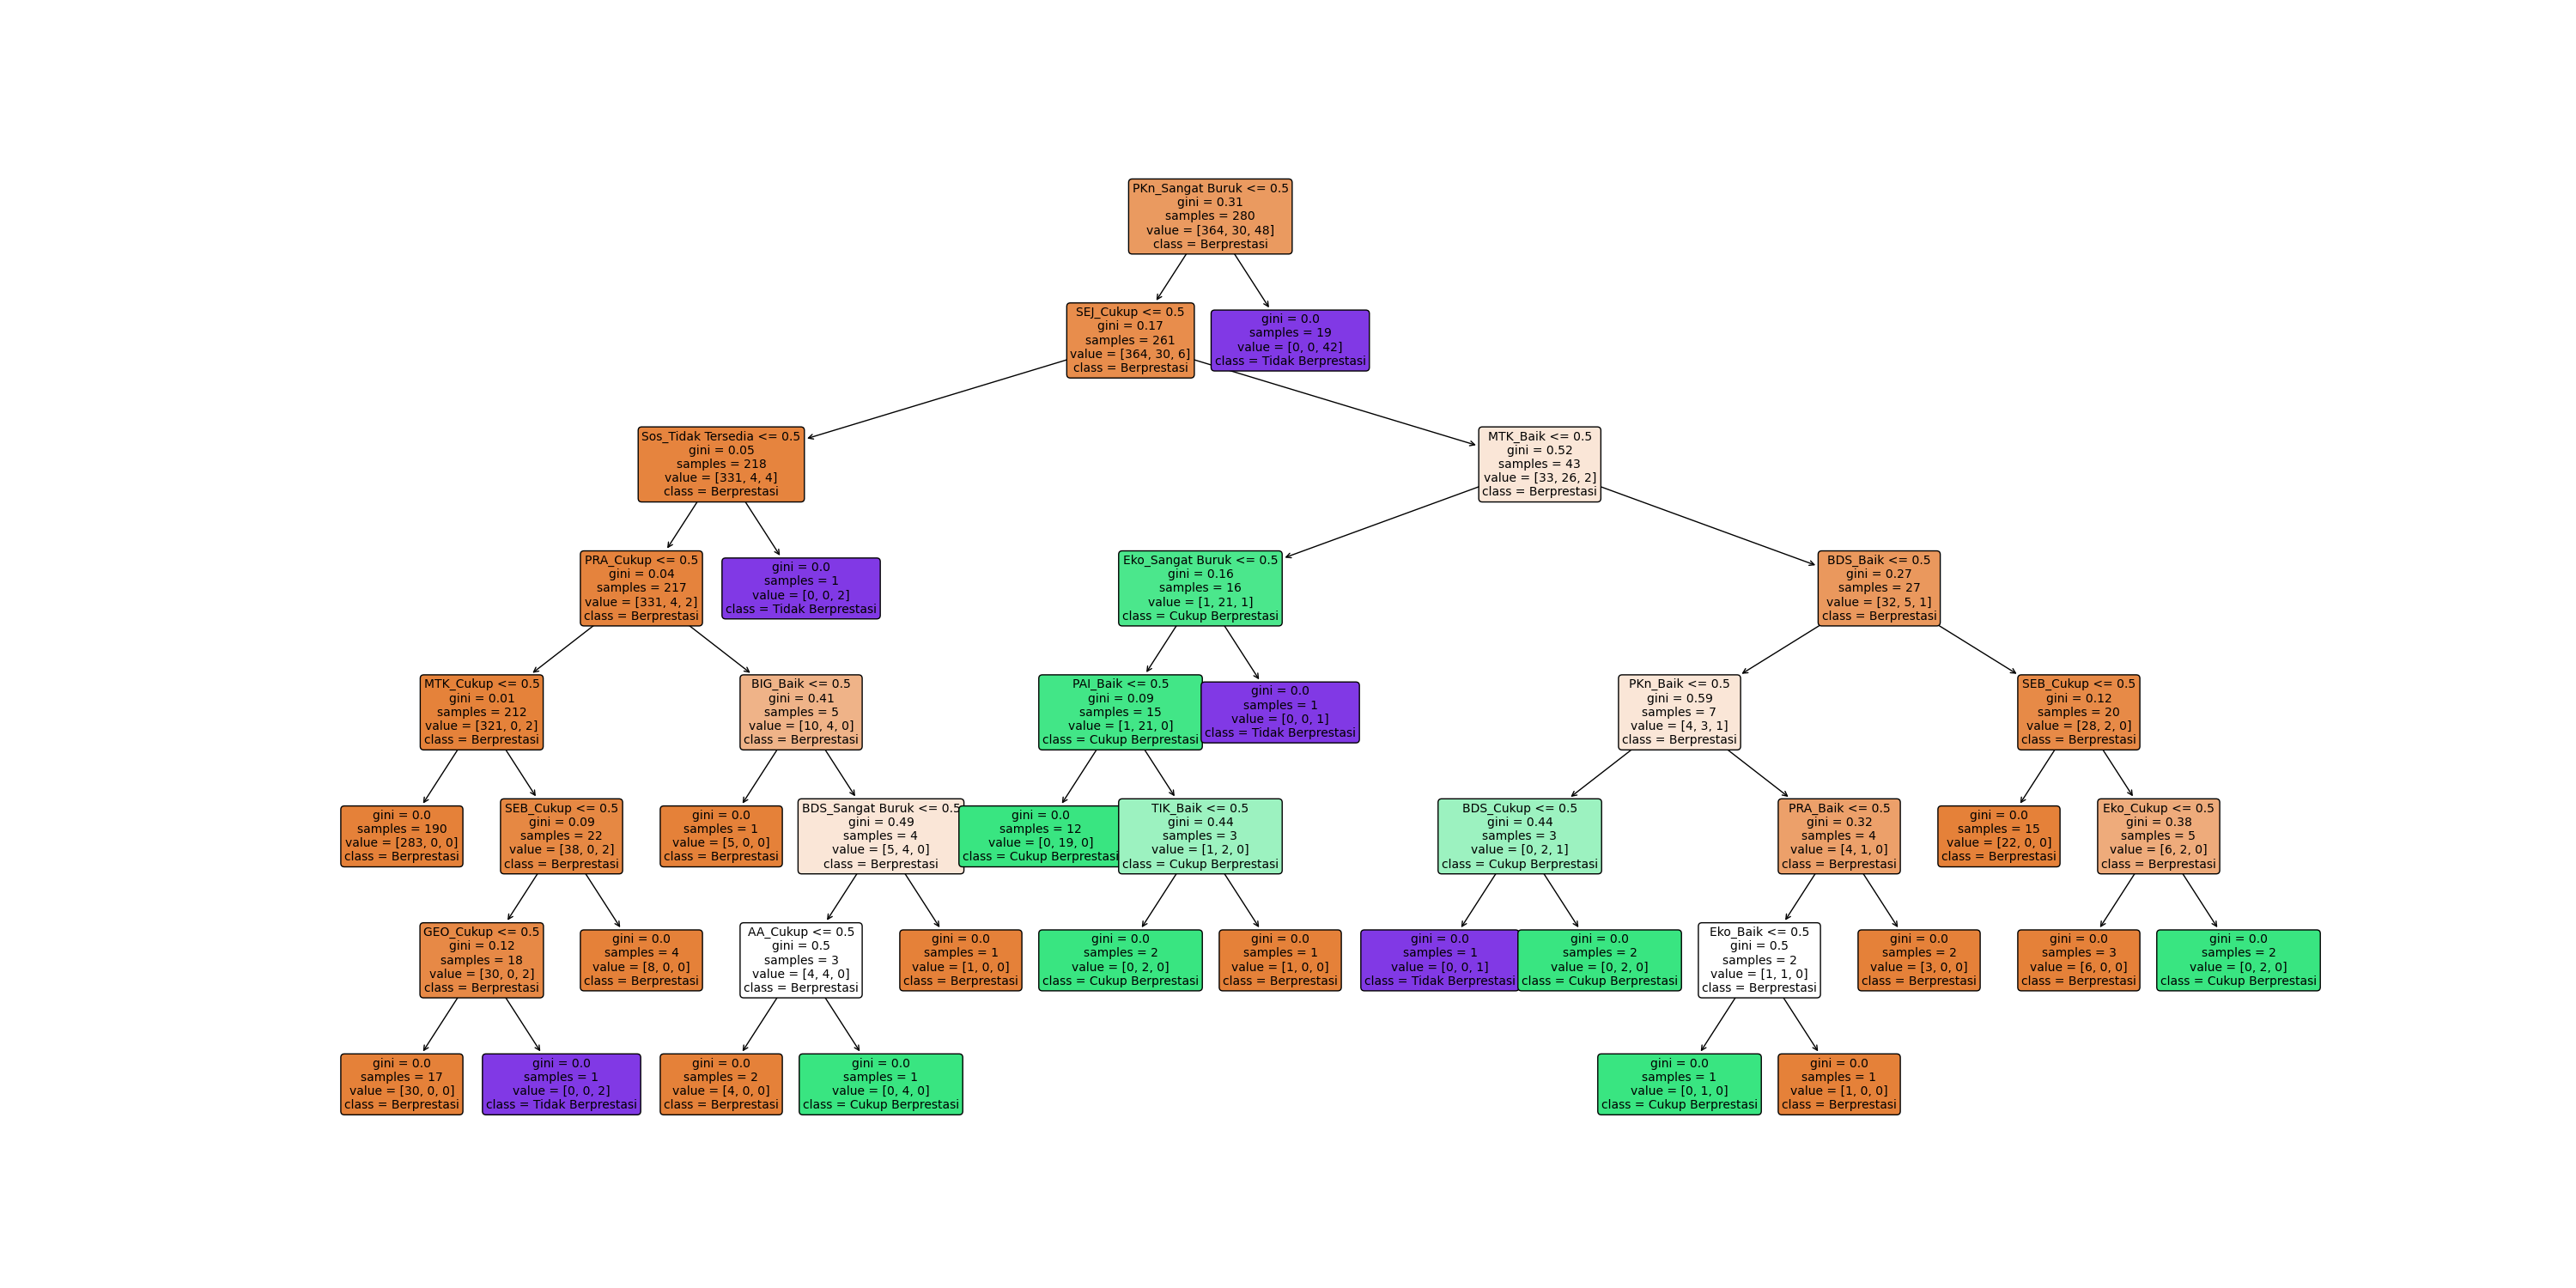 PKn_Sangat Buruk <= 0.5
gini = 0.31
samples = 280
value = [364, 30, 48]
class = Berprestasi
SEJ_Cukup <= 0.5
gini = 0.17
samples = 261
value = [364, 30, 6]
class = Berprestasi
gini = 0.0
samples = 19
value = [0, 0, 42]
class = Tidak Berprestasi
Sos_Tidak Tersedia <= 0.5
gini = 0.05
samples = 218
value = [331, 4, 4]
class = Berprestasi
MTK_Baik <= 0.5
gini = 0.52
samples = 43
value = [33, 26, 2]
class = Berprestasi
PRA_Cukup <= 0.5
gini = 0.04
samples = 217
value = [331, 4, 2]
class = Berprestasi
gini = 0.0
samples = 1
value = [0, 0, 2]
class = Tidak Berprestasi
Eko_Sangat Buruk <= 0.5
gini = 0.16
samples = 16
value = [1, 21, 1]
class = Cukup Berprestasi
BDS_Baik <= 0.5
gini = 0.27
samples = 27
value = [32, 5, 1]
class = Berprestasi
MTK_Cukup <= 0.5
gini = 0.01
samples = 212
value = [321, 0, 2]
class = Berprestasi
BIG_Baik <= 0.5
gini = 0.41
samples = 5
value = [10, 4, 0]
class = Berprestasi
PAI_Baik <= 0.5
gini = 0.09
samples = 15
value = [1, 21, 0]
class = Cukup Berprestasi
gini = 0.0
samples = 1
value = [0, 0, 1]
class = Tidak Berprestasi
PKn_Baik <= 0.5
gini = 0.59
samples = 7
value = [4, 3, 1]
class = Berprestasi
SEB_Cukup <= 0.5
gini = 0.12
samples = 20
value = [28, 2, 0]
class = Berprestasi
gini = 0.0
samples = 190
value = [283, 0, 0]
class = Berprestasi
SEB_Cukup <= 0.5
gini = 0.09
samples = 22
value = [38, 0, 2]
class = Berprestasi
gini = 0.0
samples = 1
value = [5, 0, 0]
class = Berprestasi
BDS_Sangat Buruk <= 0.5
gini = 0.49
samples = 4
value = [5, 4, 0]
class = Berprestasi
gini = 0.0
samples = 12
value = [0, 19, 0]
class = Cukup Berprestasi
TIK_Baik <= 0.5
gini = 0.44
samples = 3
value = [1, 2, 0]
class = Cukup Berprestasi
BDS_Cukup <= 0.5
gini = 0.44
samples = 3
value = [0, 2, 1]
class = Cukup Berprestasi
PRA_Baik <= 0.5
gini = 0.32
samples = 4
value = [4, 1, 0]
class = Berprestasi
gini = 0.0
samples = 15
value = [22, 0, 0]
class = Berprestasi
Eko_Cukup <= 0.5
gini = 0.38
samples = 5
value = [6, 2, 0]
class = Berprestasi
GEO_Cukup <= 0.5
gini = 0.12
samples = 18
value = [30, 0, 2]
class = Berprestasi
gini = 0.0
samples = 4
value = [8, 0, 0]
class = Berprestasi
AA_Cukup <= 0.5
gini = 0.5
samples = 3
value = [4, 4, 0]
class = Berprestasi
gini = 0.0
samples = 1
value = [1, 0, 0]
class = Berprestasi
gini = 0.0
samples = 2
value = [0, 2, 0]
class = Cukup Berprestasi
gini = 0.0
samples = 1
value = [1, 0, 0]
class = Berprestasi
gini = 0.0
samples = 1
value = [0, 0, 1]
class = Tidak Berprestasi
gini = 0.0
samples = 2
value = [0, 2, 0]
class = Cukup Berprestasi
Eko_Baik <= 0.5
gini = 0.5
samples = 2
value = [1, 1, 0]
class = Berprestasi
gini = 0.0
samples = 2
value = [3, 0, 0]
class = Berprestasi
gini = 0.0
samples = 3
value = [6, 0, 0]
class = Berprestasi
gini = 0.0
samples = 2
value = [0, 2, 0]
class = Cukup Berprestasi
gini = 0.0
samples = 17
value = [30, 0, 0]
class = Berprestasi
gini = 0.0
samples = 1
value = [0, 0, 2]
class = Tidak Berprestasi
gini = 0.0
samples = 2
value = [4, 0, 0]
class = Berprestasi
gini = 0.0
samples = 1
value = [0, 4, 0]
class = Cukup Berprestasi
gini = 0.0
samples = 1
value = [0, 1, 0]
class = Cukup Berprestasi
gini = 0.0
samples = 1
value = [1, 0, 0]
class = Berprestasi